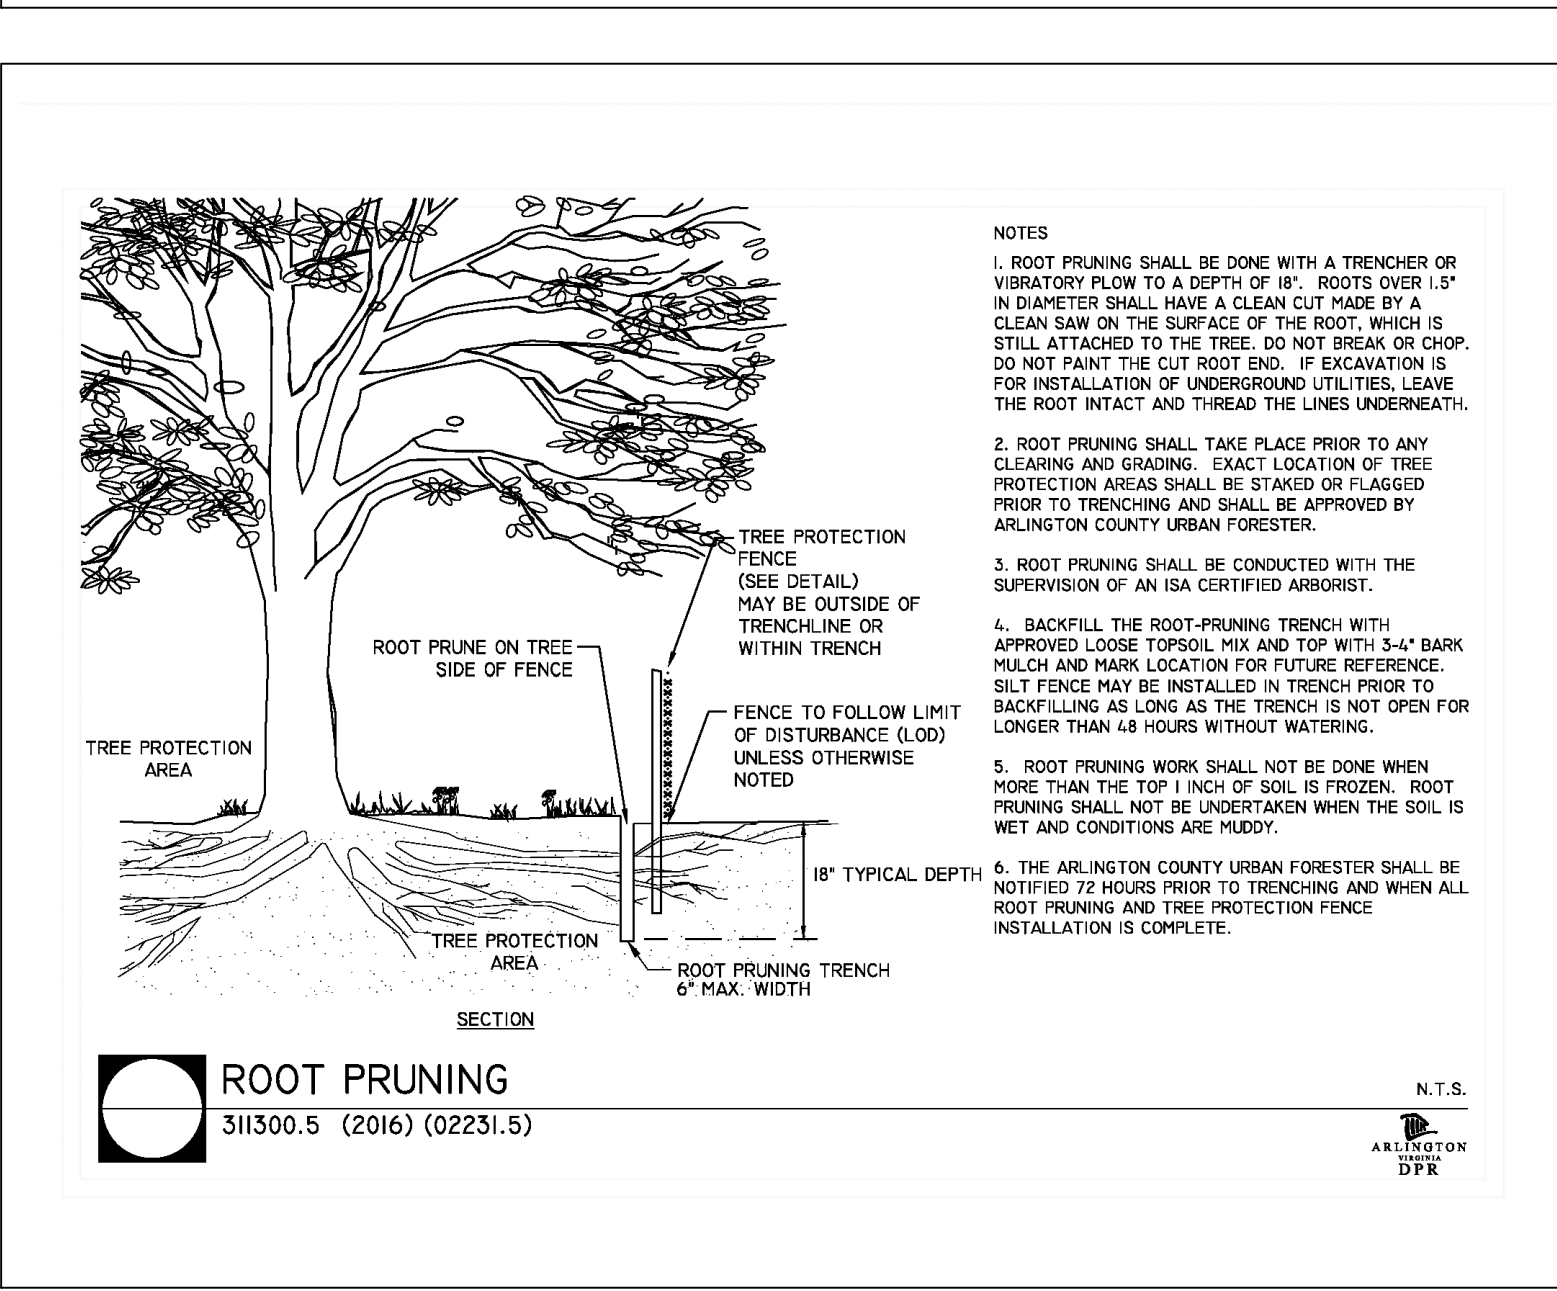 NOTES
1. ROOT PRUNING SHALL BE DONE WITH A TRENCHER OR
VIBRATORY PLOW TO A DEPTH OF 18". ROOTS OVER 1.5"
IN DIAMETER SHALL HAVE A CLEAN CUT MADE BY A
CLEAN SAW ON THE SURFACE OF THE ROOT, WHICH IS
STILL ATTACHED TO THE TREE. DO NOT BREAK OR CHOP.
DO NOT PAINT THE CUT ROOT END. IF EXCAVATION IS
FOR INSTALLATION OF UNDERGROUND UTILITIES, LEAVE
THE ROOT INTACT AND THREAD THE LINES UNDERNEATH.
2. ROOT PRUNING SHALL TAKE PLACE PRIOR TO ANY
CLEARING AND GRADING. EXACT LOCATION OF TREE
PROTECTION AREAS SHALL BE STAKED OR FLAGGED
PRIOR TO TRENCHING AND SHALL BE APPROVED BY
ARLINGTON COUNTY URBAN FORESTER.
3. ROOT PRUNING SHALL BE CONDUCTED WITH THE
SUPERVISION OF AN ISA CERTIFIED ARBORIST.
4. BACKFILL THE ROOT-PRUNING TRENCH WITH
APPROVED LOOSE TOPSOIL MIX AND TOP WITH 3-4" BARK
MULCH AND MARK LOCATION FOR FUTURE REFERENCE.
SILT FENCE MAY BE INSTALLED IN TRENCH PRIOR TO
BACKFILLING AS LONG AS THE TRENCH IS NOT OPEN FOR
LONGER THAN 48 HOURS WITHOUT WATERING.
5. ROOT PRUNING WORK SHALL NOT BE DONE WHEN
MORE THAN THE TOP 1 INCH OF SOIL IS FROZEN. ROOT
PRUNING SHALL NOT BE UNDERTAKEN WHEN THE SOIL IS
WET AND CONDITIONS ARE MUDDY.
6. THE ARLINGTON COUNTY URBAN FORESTER SHALL BE
NOTIFIED 72 HOURS PRIOR TO TRENCHING AND WHEN ALL
ROOT PRUNING AND TREE PROTECTION FENCE
INSTALLATION IS COMPLETE.
TREE PROTECTION
FENCE
(SEE DETAIL)
MAY BE OUTSIDE OF
TRENCHLINE OR
WITHIN TRENCH
ROOT PRUNE ON TREE
SIDE OF FENCE
FENCE TO FOLLOW LIMIT
OF DISTURBANCE (LOD)
UNLESS OTHERWISE
NOTED
TREE PROTECTION
AREA
18" TYPICAL DEPTH
TREE PROTECTION
AREA
ROOT PRUNING TRENCH
6" MAX. WIDTH
SECTION
ROOT PRUNING
311300.5 (2016) (02231.5)
N.T.S.
ARLINGTON
VIRGINIA
DPR